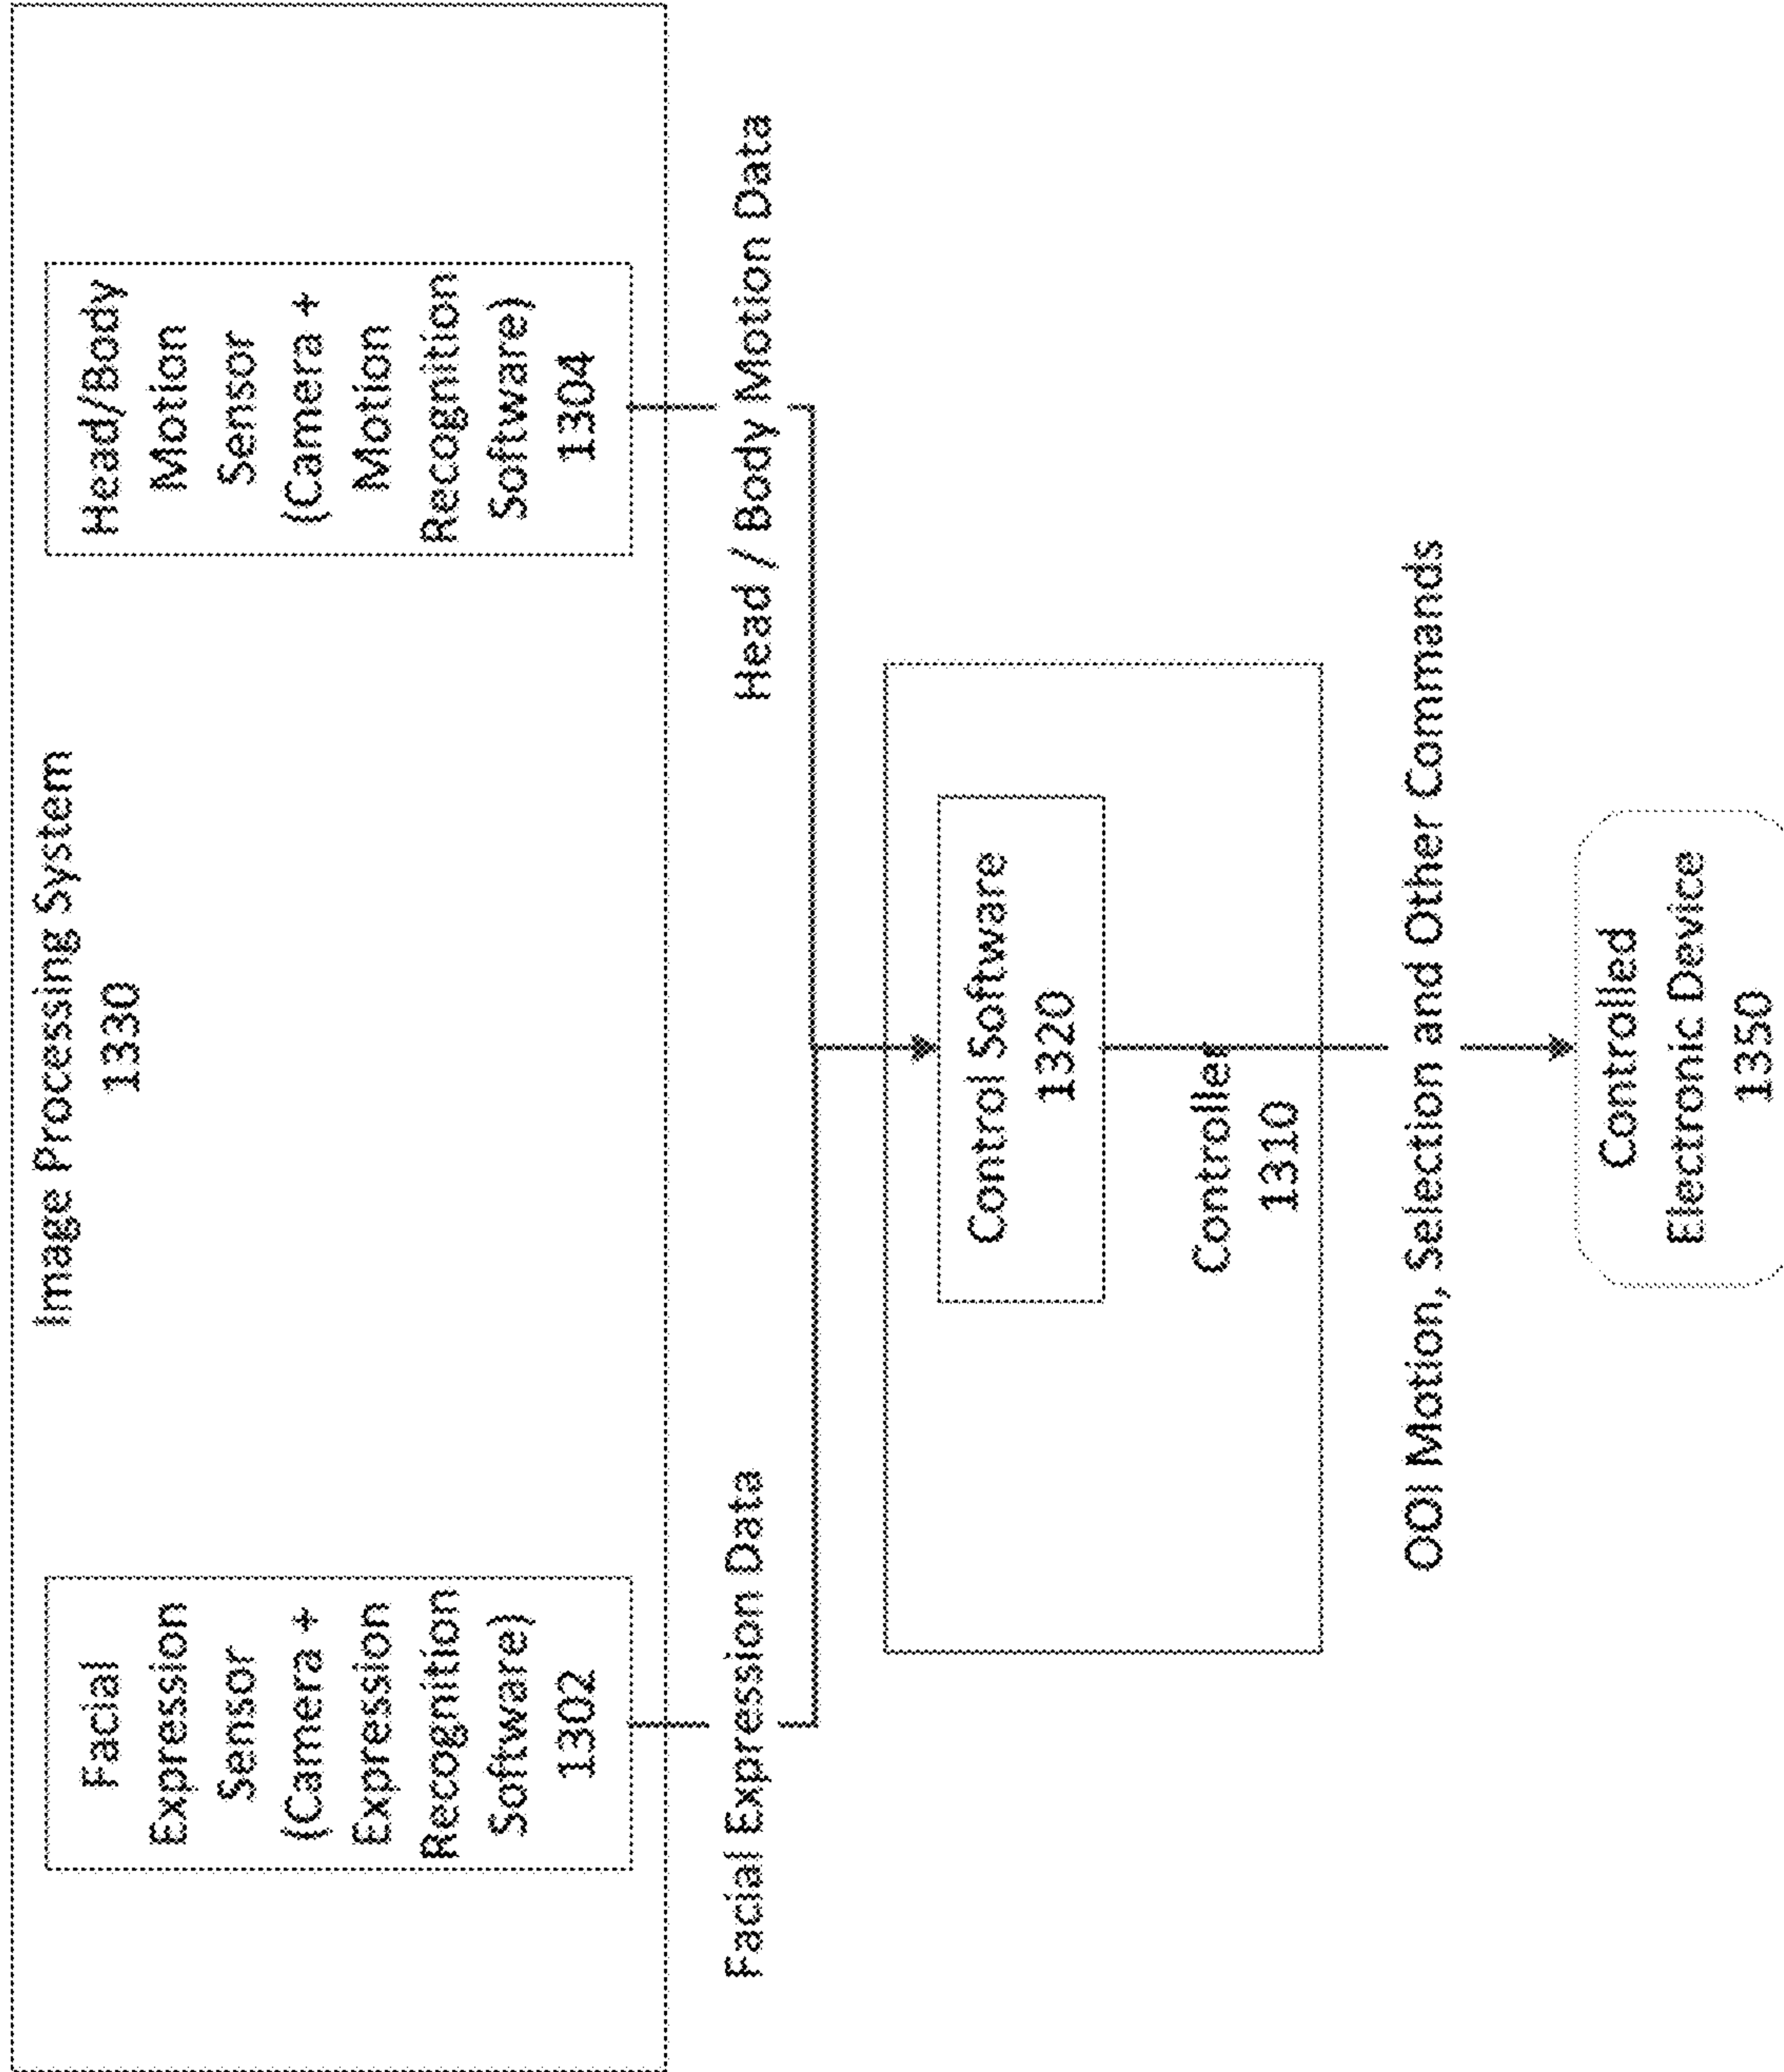 Image Processing System
1330
Facial
Expression
Sensor
(Camera +
Expression
Recognition
Software)
1302
Head/Body
Motion
Sensor
(Camera +
Motion
Recognition
Software)
1304
Facial Expression Data
Head / Body Motion Data
Control Software
1320
Controller
1310
OOI Motion, Selection and Other Commands
Controlled
Electronic Device
1350